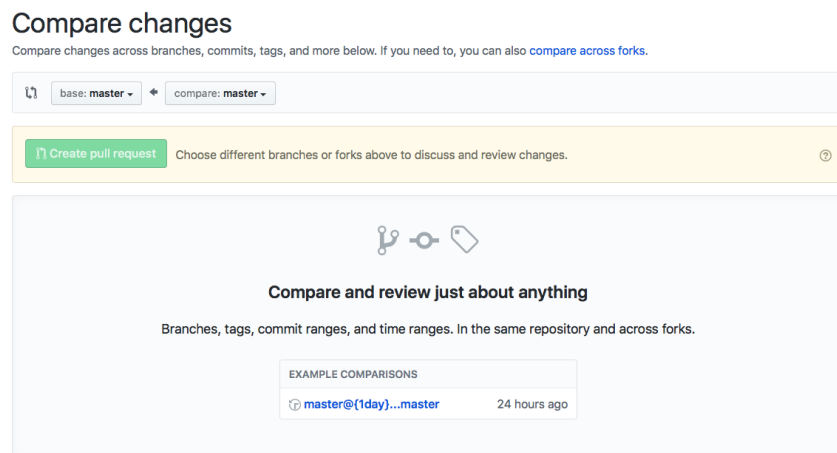 Compare changes
Compare changes across branches, commits, tags, and more below. If you need to, you can also compare across forks.
base: master compare: master
Create pull request Choose different branches or forks above to discuss and review changes.
Compare and review just about anything
Branches, tags, commit ranges, and time ranges. In the same repository and across forks.
EXAMPLE COMPARISONS
master@{1day}...master 24 hours ago